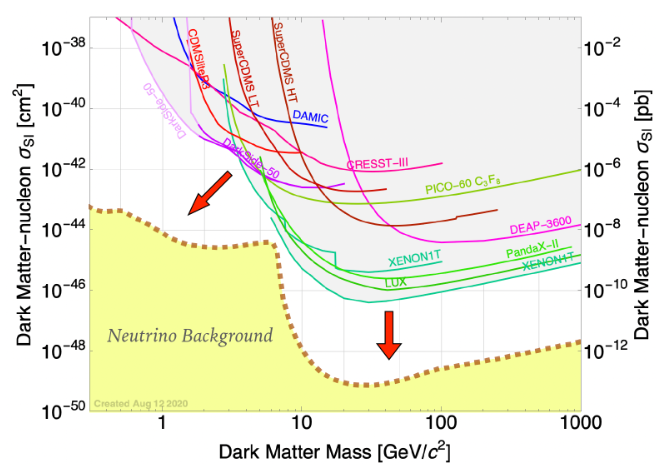 10⁻³⁸
10⁻⁴⁰
10⁻⁴²
10⁻⁴⁴
10⁻⁴⁶
10⁻⁴⁸
10⁻⁵⁰
Dark Matter-nucleon σSI [cm²]
10⁻²
10⁻⁴
10⁻⁶
10⁻⁸
10⁻¹⁰
10⁻¹²
Dark Matter-nucleon σSI [pb]
DarkSide-50
CDMSliteR3
SuperCDMS LT
SuperCDMS HT
DAMIC
DarkSide-50
CRESST-III
PICO-60 C₃F₈
DEAP-3600
XENON1T
PandaX-II
LUX
XENON1T
Neutrino Background
Created Aug 12 2020
1
10
100
1000
Dark Matter Mass [GeV/c²]